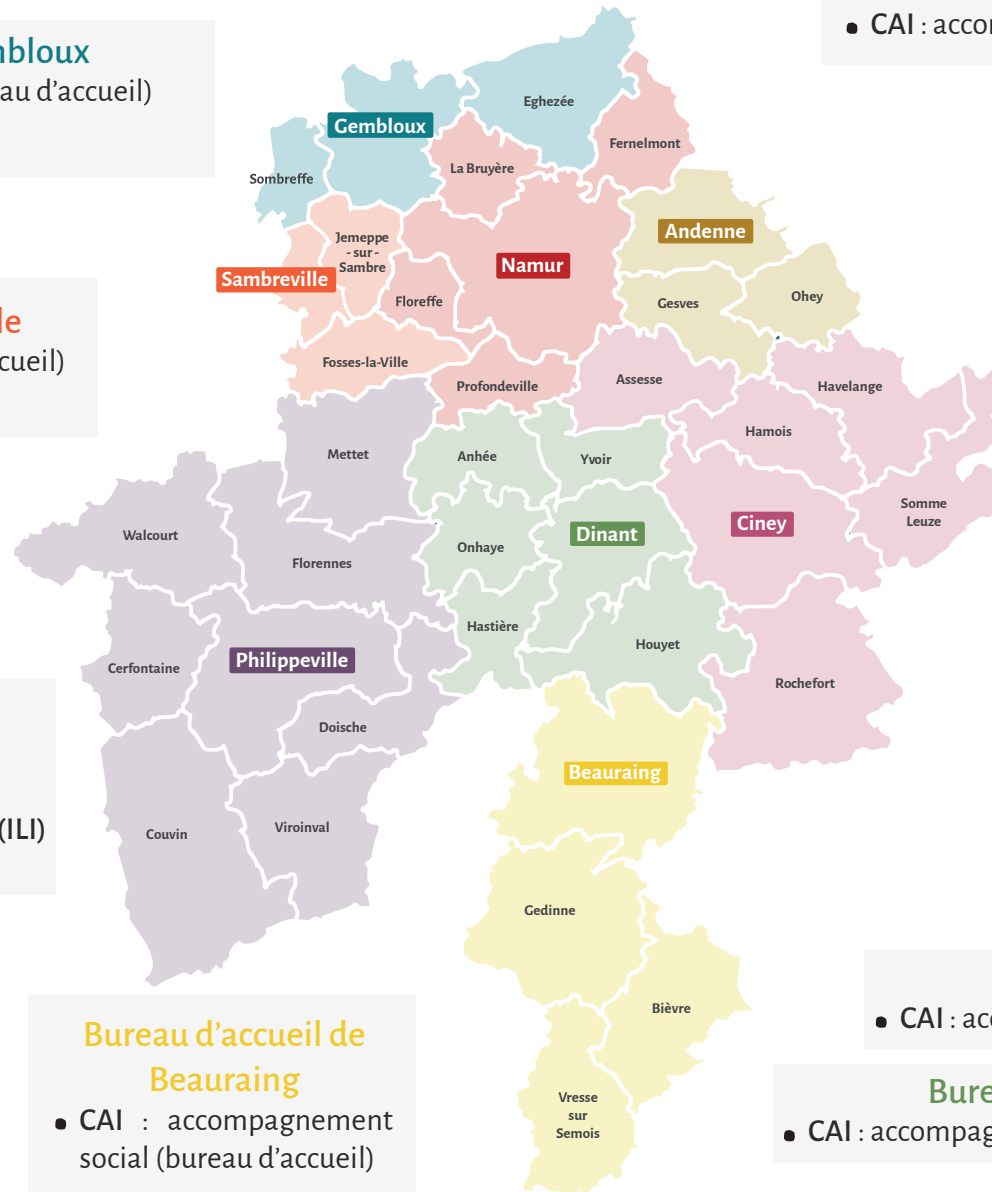 mbloux
au d'accueil)
• CAI : accom
Eghezée
Gembloux
Fernelmont
La Bruyère
Sombreffe
Andenne
Jemeppe
- sur -
Sambre
Namur
Sambreville
Floreffe
Gesves
Ohey
le
cueil)
Fosses-la-Ville
Profondeville
Assesse
Havelange
Hamois
Mettet
Anhée
Yvoir
Somme
Leuze
Ciney
Walcourt
Dinant
Onhaye
Florennes
Hastière
Houyet
Cerfontaine
Philippeville
Rochefort
Doische
Beauraing
(ILI)
Couvin
Viroinval
Gedinne
Bièvre
• CAI : acc
Bureau d'accueil de
Beauraing
• CAI : accompagnement
social (bureau d'accueil)
Vresse
sur
Semois
Bure
• CAI : accompag